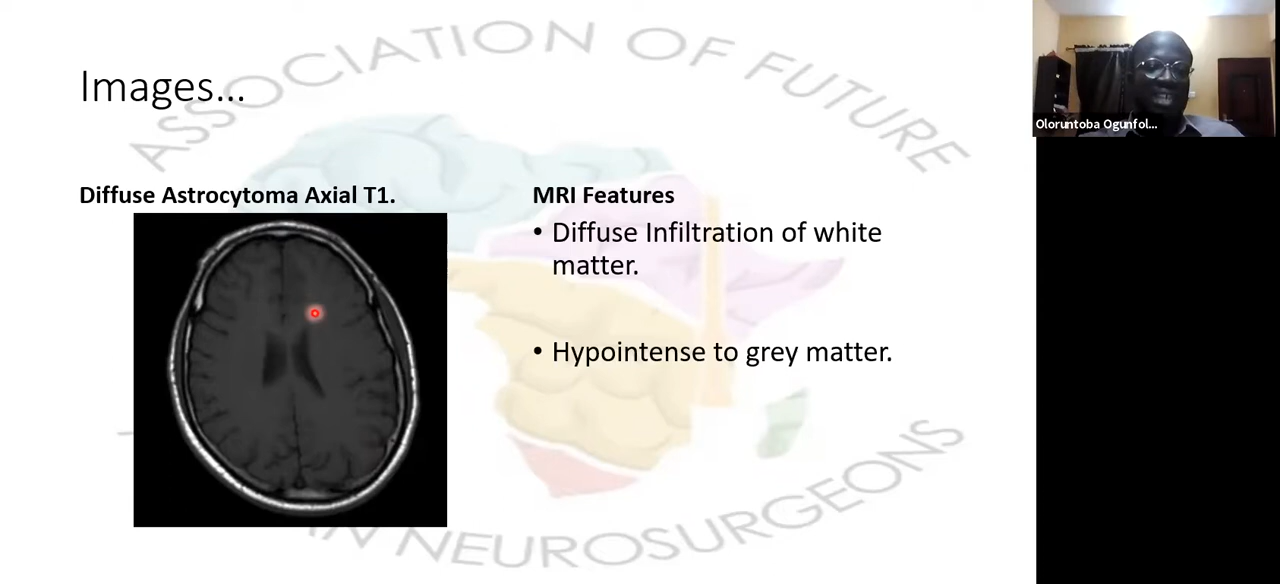 ASSOCIATION OF FUTURE
Images...
Diffuse Astrocytoma Axial T1.
MRI Features
• Diffuse Infiltration of white
matter.
• Hypointense to grey matter.
IN NEUROSURGEONS
Oloruntoba Ogunfol...